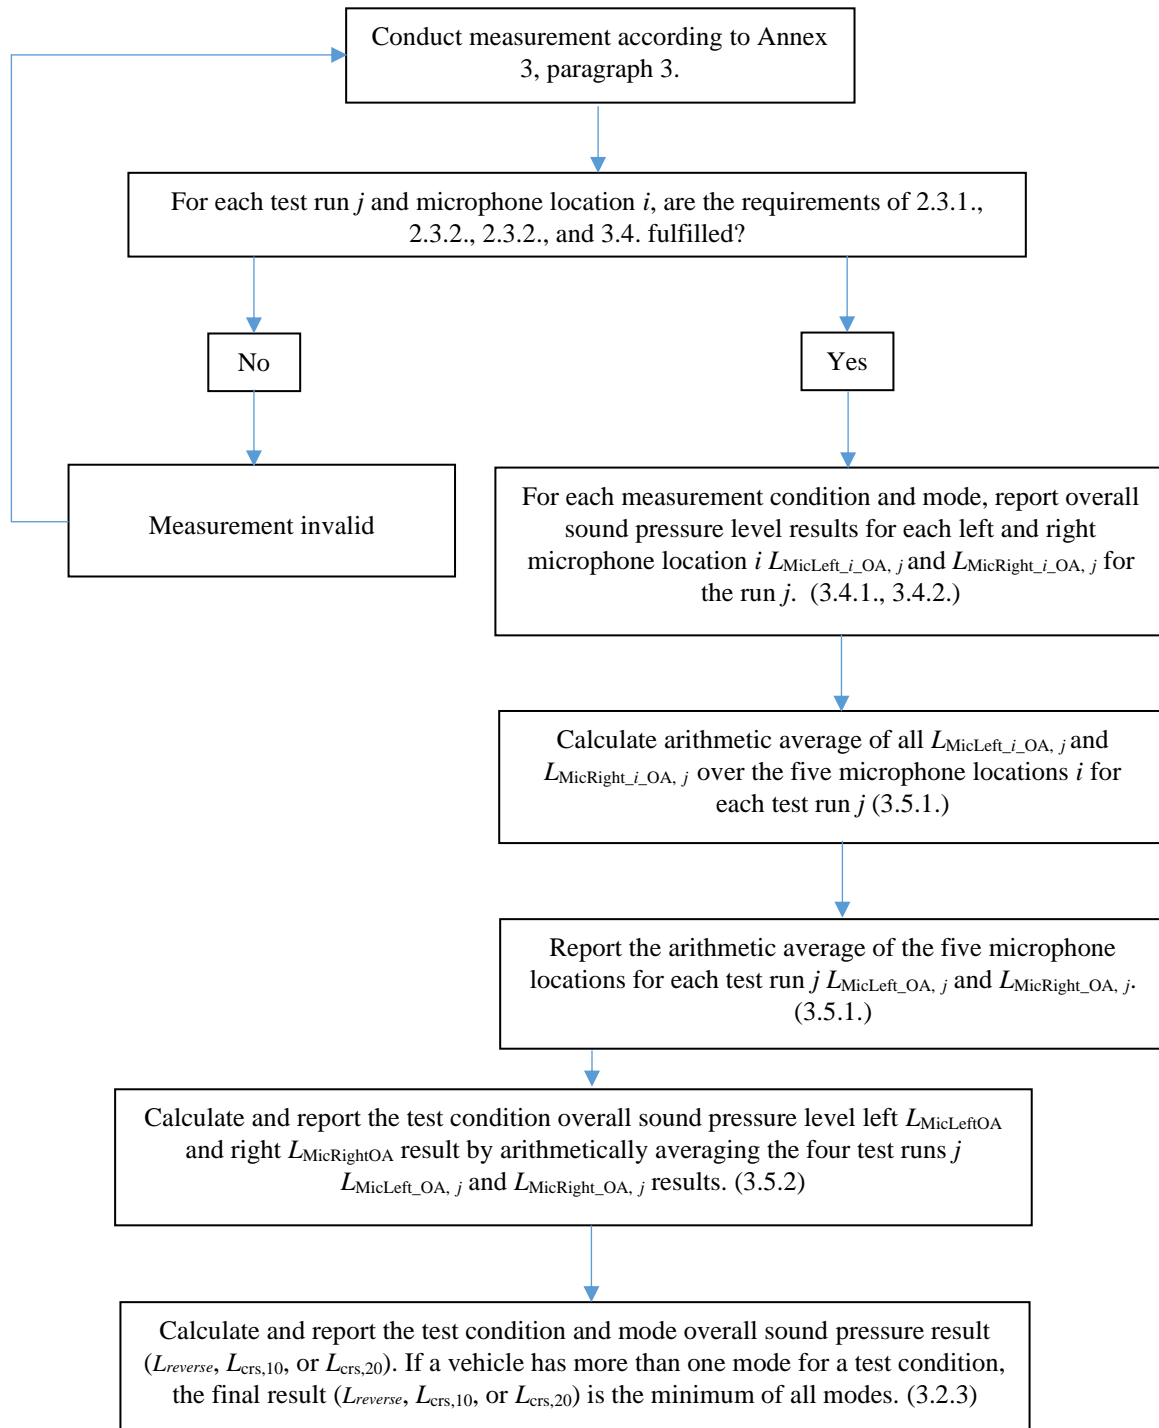 Conduct measurement according to Annex
3, paragraph 3.
For each test run j and microphone location i, are the requirements of 2.3.1.,
2.3.2., 2.3.2., and 3.4. fulfilled?
No
Yes
Measurement invalid
For each measurement condition and mode, report overall
sound pressure level results for each left and right
microphone location i LMicLeft_i_OA, j and LMicRight_i_OA, j for
the run j. (3.4.1., 3.4.2.)
Calculate arithmetic average of all LMicLeft_i_OA, j and
LMicRight_i_OA, j over the five microphone locations i for
each test run j (3.5.1.)
Report the arithmetic average of the five microphone
locations for each test run j LMicLeft_OA, j and LMicRight_OA, j.
(3.5.1.)
Calculate and report the test condition overall sound pressure level left LMicLeftOA
and right LMicRightOA result by arithmetically averaging the four test runs j
LMicLeft_OA, j and LMicRight_OA, j results. (3.5.2)
Calculate and report the test condition and mode overall sound pressure result
(Lreverse, Lcrs,10, or Lcrs,20). If a vehicle has more than one mode for a test condition,
the final result (Lreverse, Lcrs,10, or Lcrs,20) is the minimum of all modes. (3.2.3)